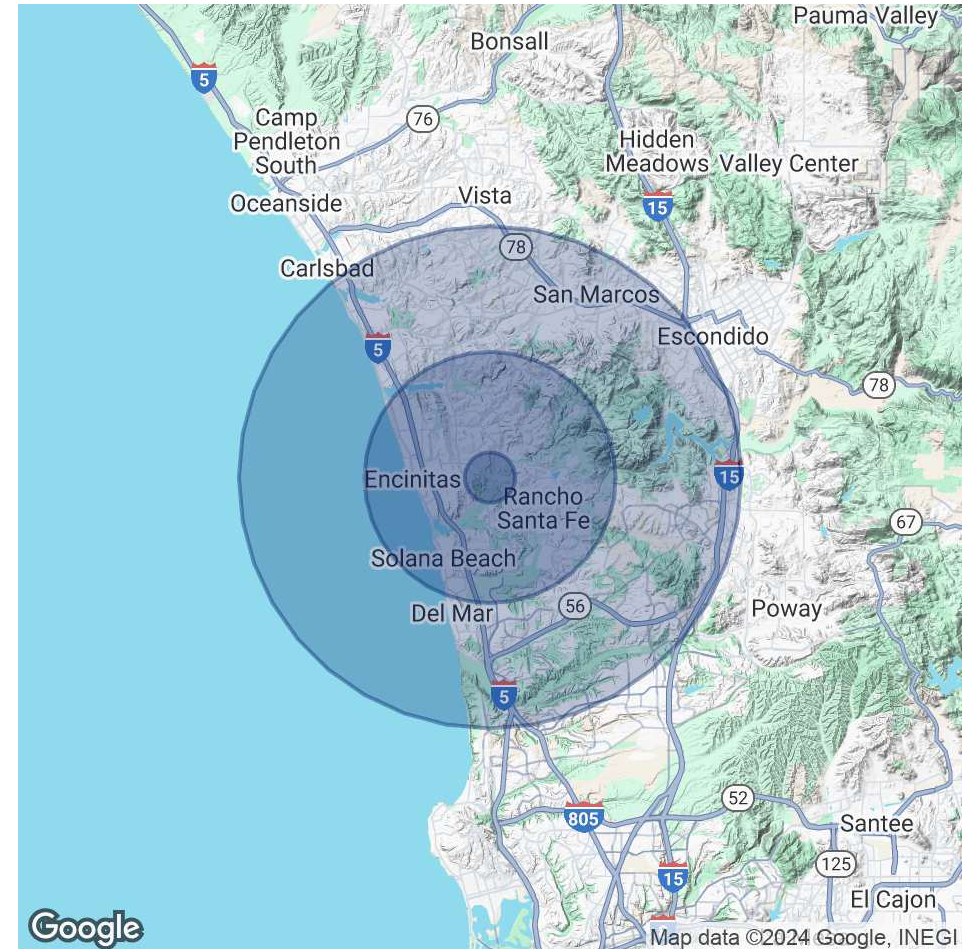 Pauma Valley
Bonsall
5
76
Camp
Pendleton
South
Hidden
Meadows
Valley Center
Oceanside
Vista
15
78
Carlsbad
San Marcos
5
Escondido
78
Encinitas
Rancho
Santa Fe
15
67
Solana Beach
56
Del Mar
Poway
5
52
805
Santee
125
15
El Cajon
Google
Map data ©2024 Google, INEGI